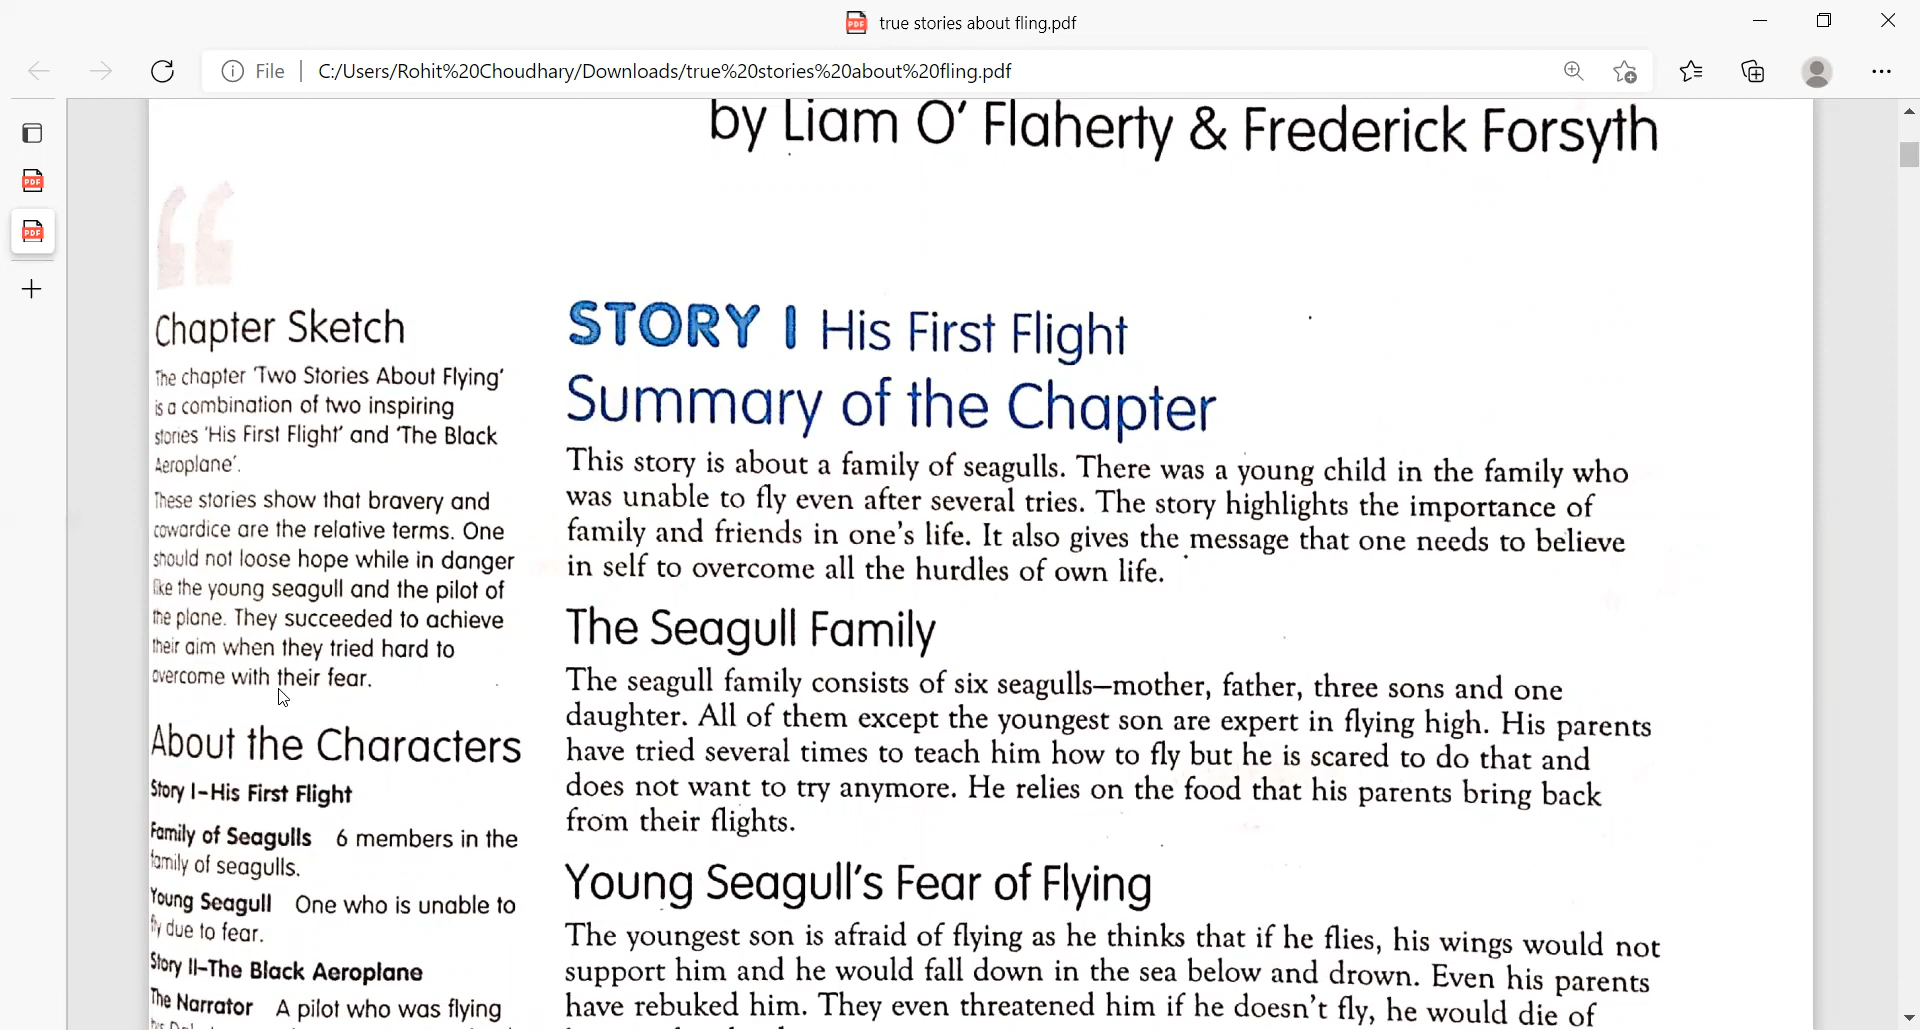 true stories about fling.pdf
File
C:/Users/Rohit%20Choudhary/Downloads/true%20stories%20about%20fling.pdf
by Liam O' Flaherty & Frederick Forsyth
“
Chapter Sketch
The chapter 'Two Stories About Flying'
is a combination of two inspiring
stories 'His First Flight' and 'The Black
Aeroplane'.
These stories show that bravery and
cowardice are the relative terms. One
should not loose hope while in danger
like the young seagull and the pilot of
the plane. They succeeded to achieve
their aim when they tried hard to
overcome with their fear.
About the Characters
Story I-His First Flight
Family of Seagulls 6 members in the
family of seagulls.
Young Seagull One who is unable to
fly due to fear.
Story II-The Black Aeroplane
The Narrator A pilot who was flying
STORY I His First Flight
Summary of the Chapter
This story is about a family of seagulls. There was a young child in the family who
was unable to fly even after several tries. The story highlights the importance of
family and friends in one's life. It also gives the message that one needs to believe
in self to overcome all the hurdles of own life.
The Seagull Family
The seagull family consists of six seagulls—mother, father, three sons and one
daughter. All of them except the youngest son are expert in flying high. His parents
have tried several times to teach him how to fly but he is scared to do that and
does not want to try anymore. He relies on the food that his parents bring back
from their flights.
Young Seagull's Fear of Flying
The youngest son is afraid of flying as he thinks that if he flies, his wings would not
support him and he would fall down in the sea below and drown. Even his parents
have rebuked him. They even threatened him if he doesn't fly, he would die of